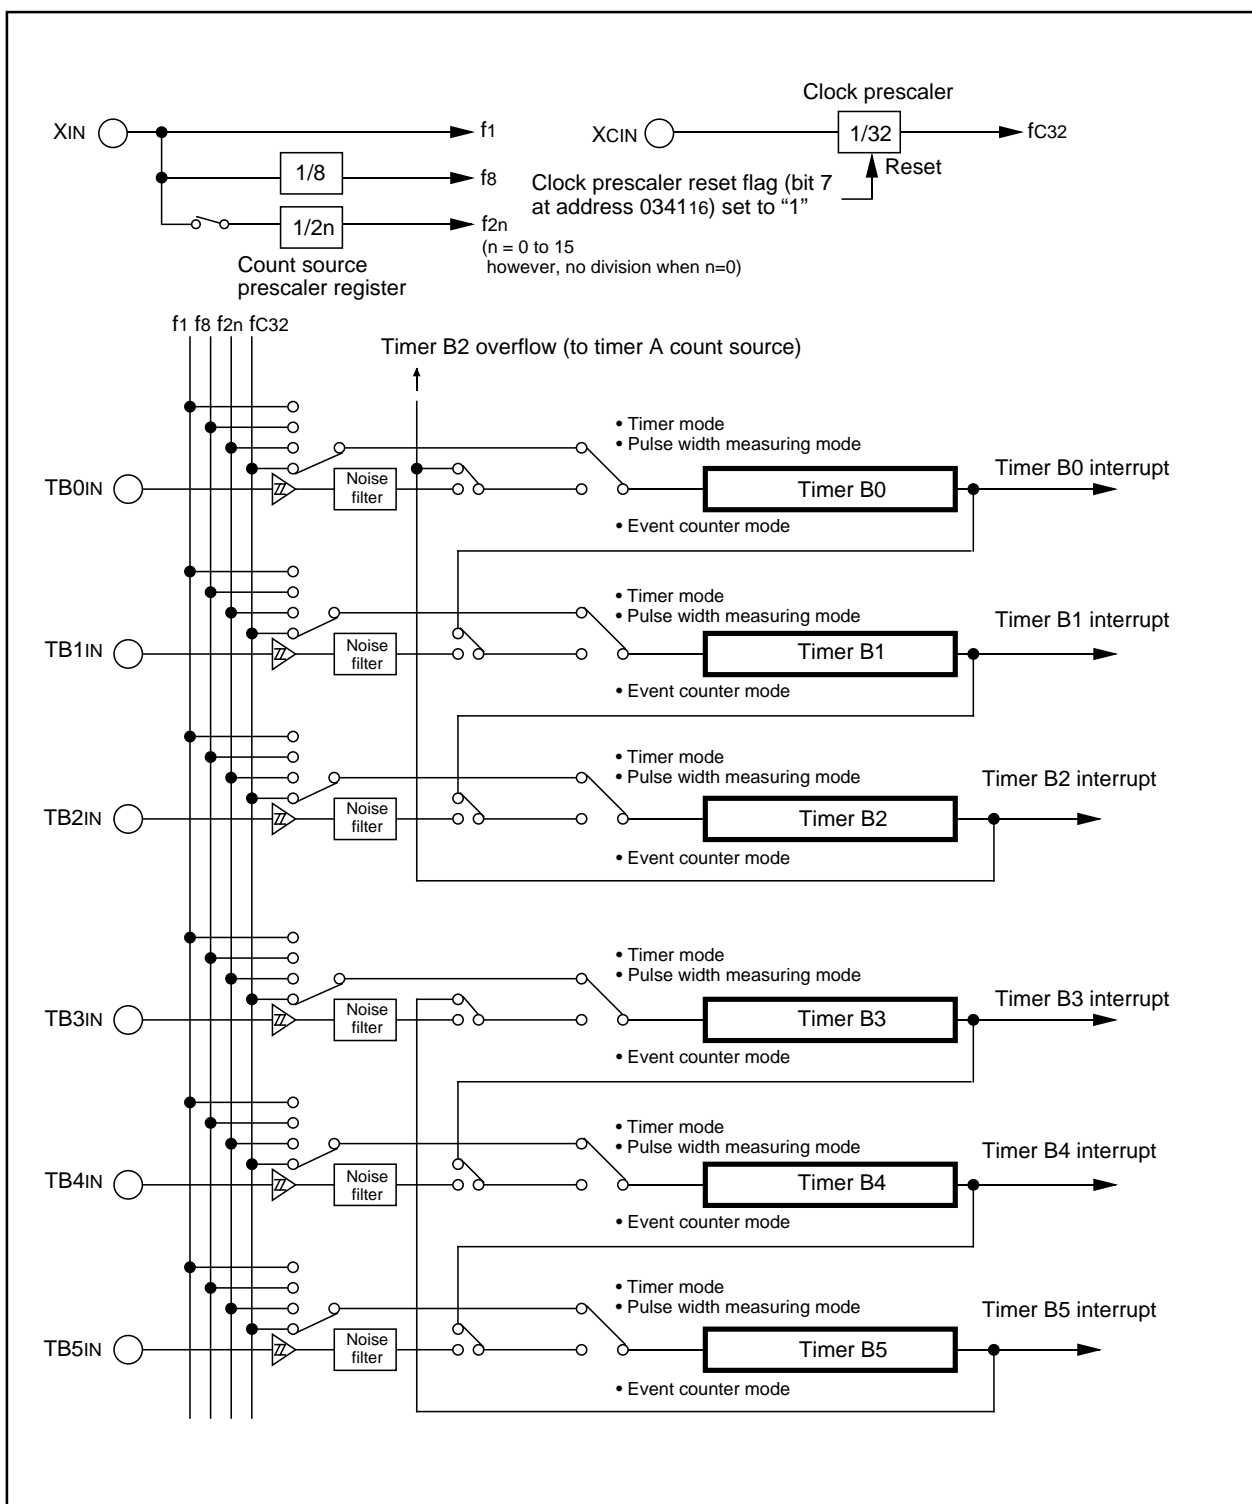 Clock prescaler
XIN
f1
XCIN
1/32
fC32
Reset
1/8
f8
Clock prescaler reset flag (bit 7
at address 034116) set to “1”
1/2n
f2n
(n = 0 to 15
however, no division when n=0)
Count source
prescaler register
f1 f8 f2n fC32
Timer B2 overflow (to timer A count source)
• Timer mode
• Pulse width measuring mode
TB0IN
Noise
filter
Timer B0
Timer B0 interrupt
• Event counter mode
• Timer mode
• Pulse width measuring mode
TB1IN
Noise
filter
Timer B1
Timer B1 interrupt
• Event counter mode
• Timer mode
• Pulse width measuring mode
TB2IN
Noise
filter
Timer B2
Timer B2 interrupt
• Event counter mode
• Timer mode
• Pulse width measuring mode
TB3IN
Noise
filter
Timer B3
Timer B3 interrupt
• Event counter mode
• Timer mode
• Pulse width measuring mode
TB4IN
Noise
filter
Timer B4
Timer B4 interrupt
• Event counter mode
• Timer mode
• Pulse width measuring mode
TB5IN
Noise
filter
Timer B5
Timer B5 interrupt
• Event counter mode